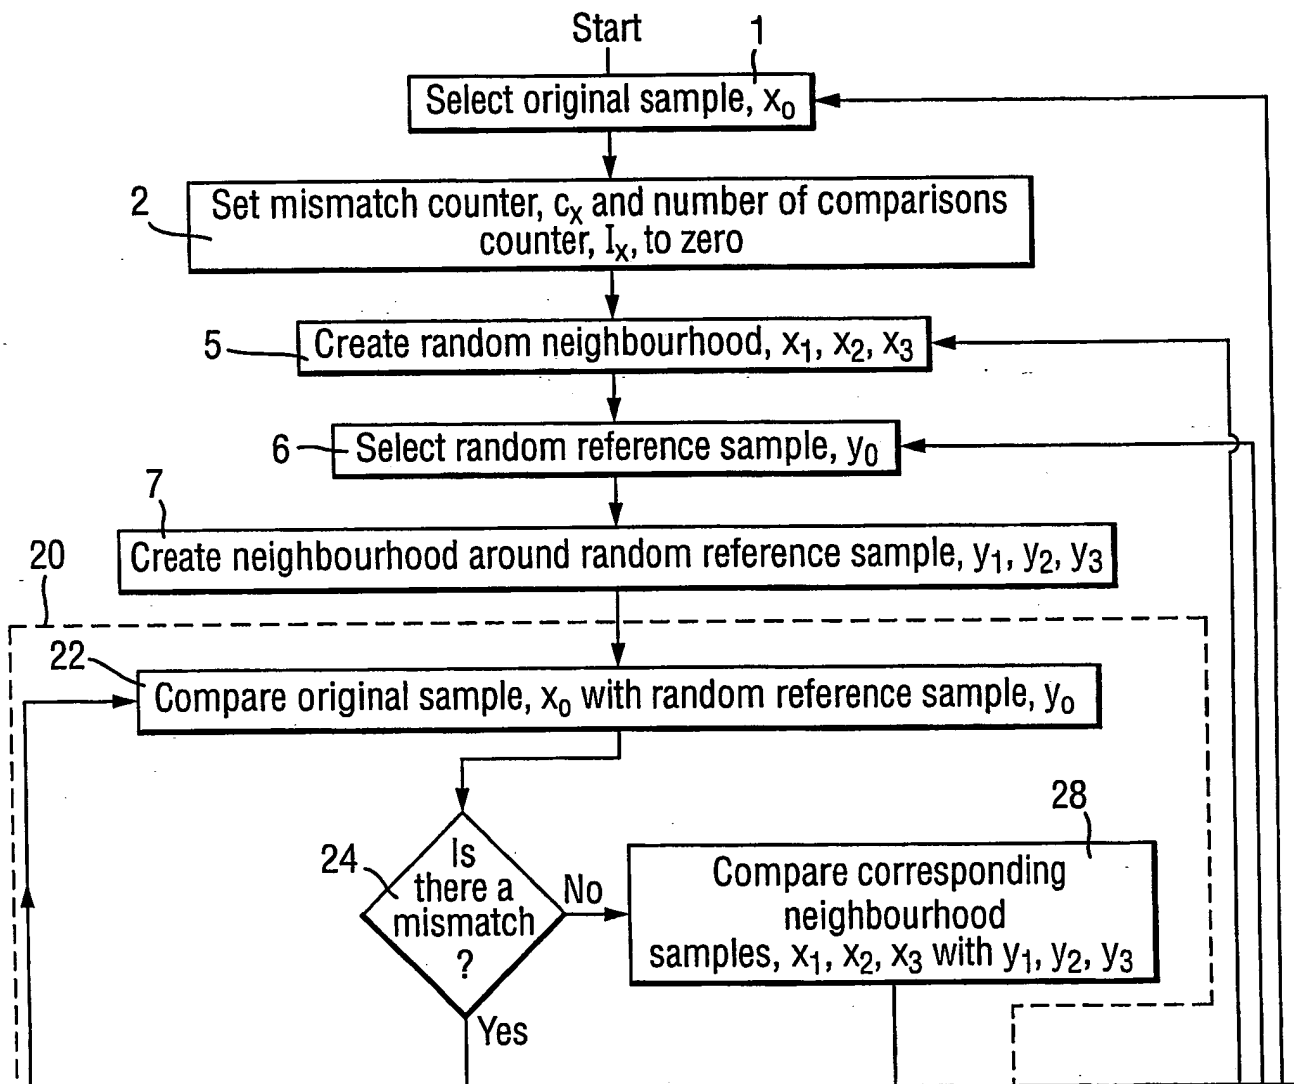 Start
1
Select original sample, x₀
2
Set mismatch counter, cₓ and number of comparisons
counter, Iₓ, to zero
5
Create random neighbourhood, x₁, x₂, x₃
6
Select random reference sample, y₀
7
Create neighbourhood around random reference sample, y₁, y₂, y₃
20
22
Compare original sample, x₀ with random reference sample, y₀
24
Is
there a
mismatch
?
No
Yes
28
Compare corresponding
neighbourhood
samples, x₁, x₂, x₃ with y₁, y₂, y₃